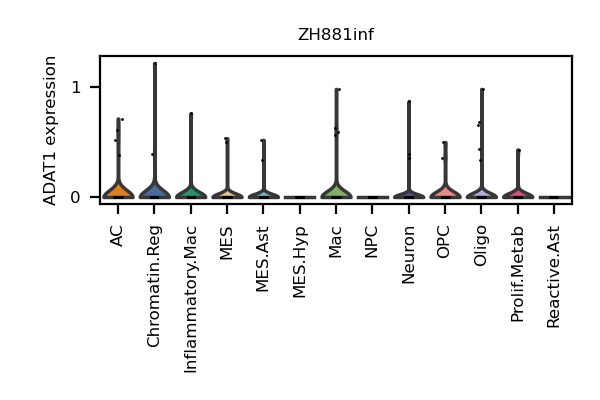 ZH881inf
ADAT1 expression
1
0
AC
Chromatin.Reg
Inflammatory.Mac
MES
MES.Ast
MES.Hyp
Mac
NPC
Neuron
OPC
Oligo
Prolif.Metab
Reactive.Ast